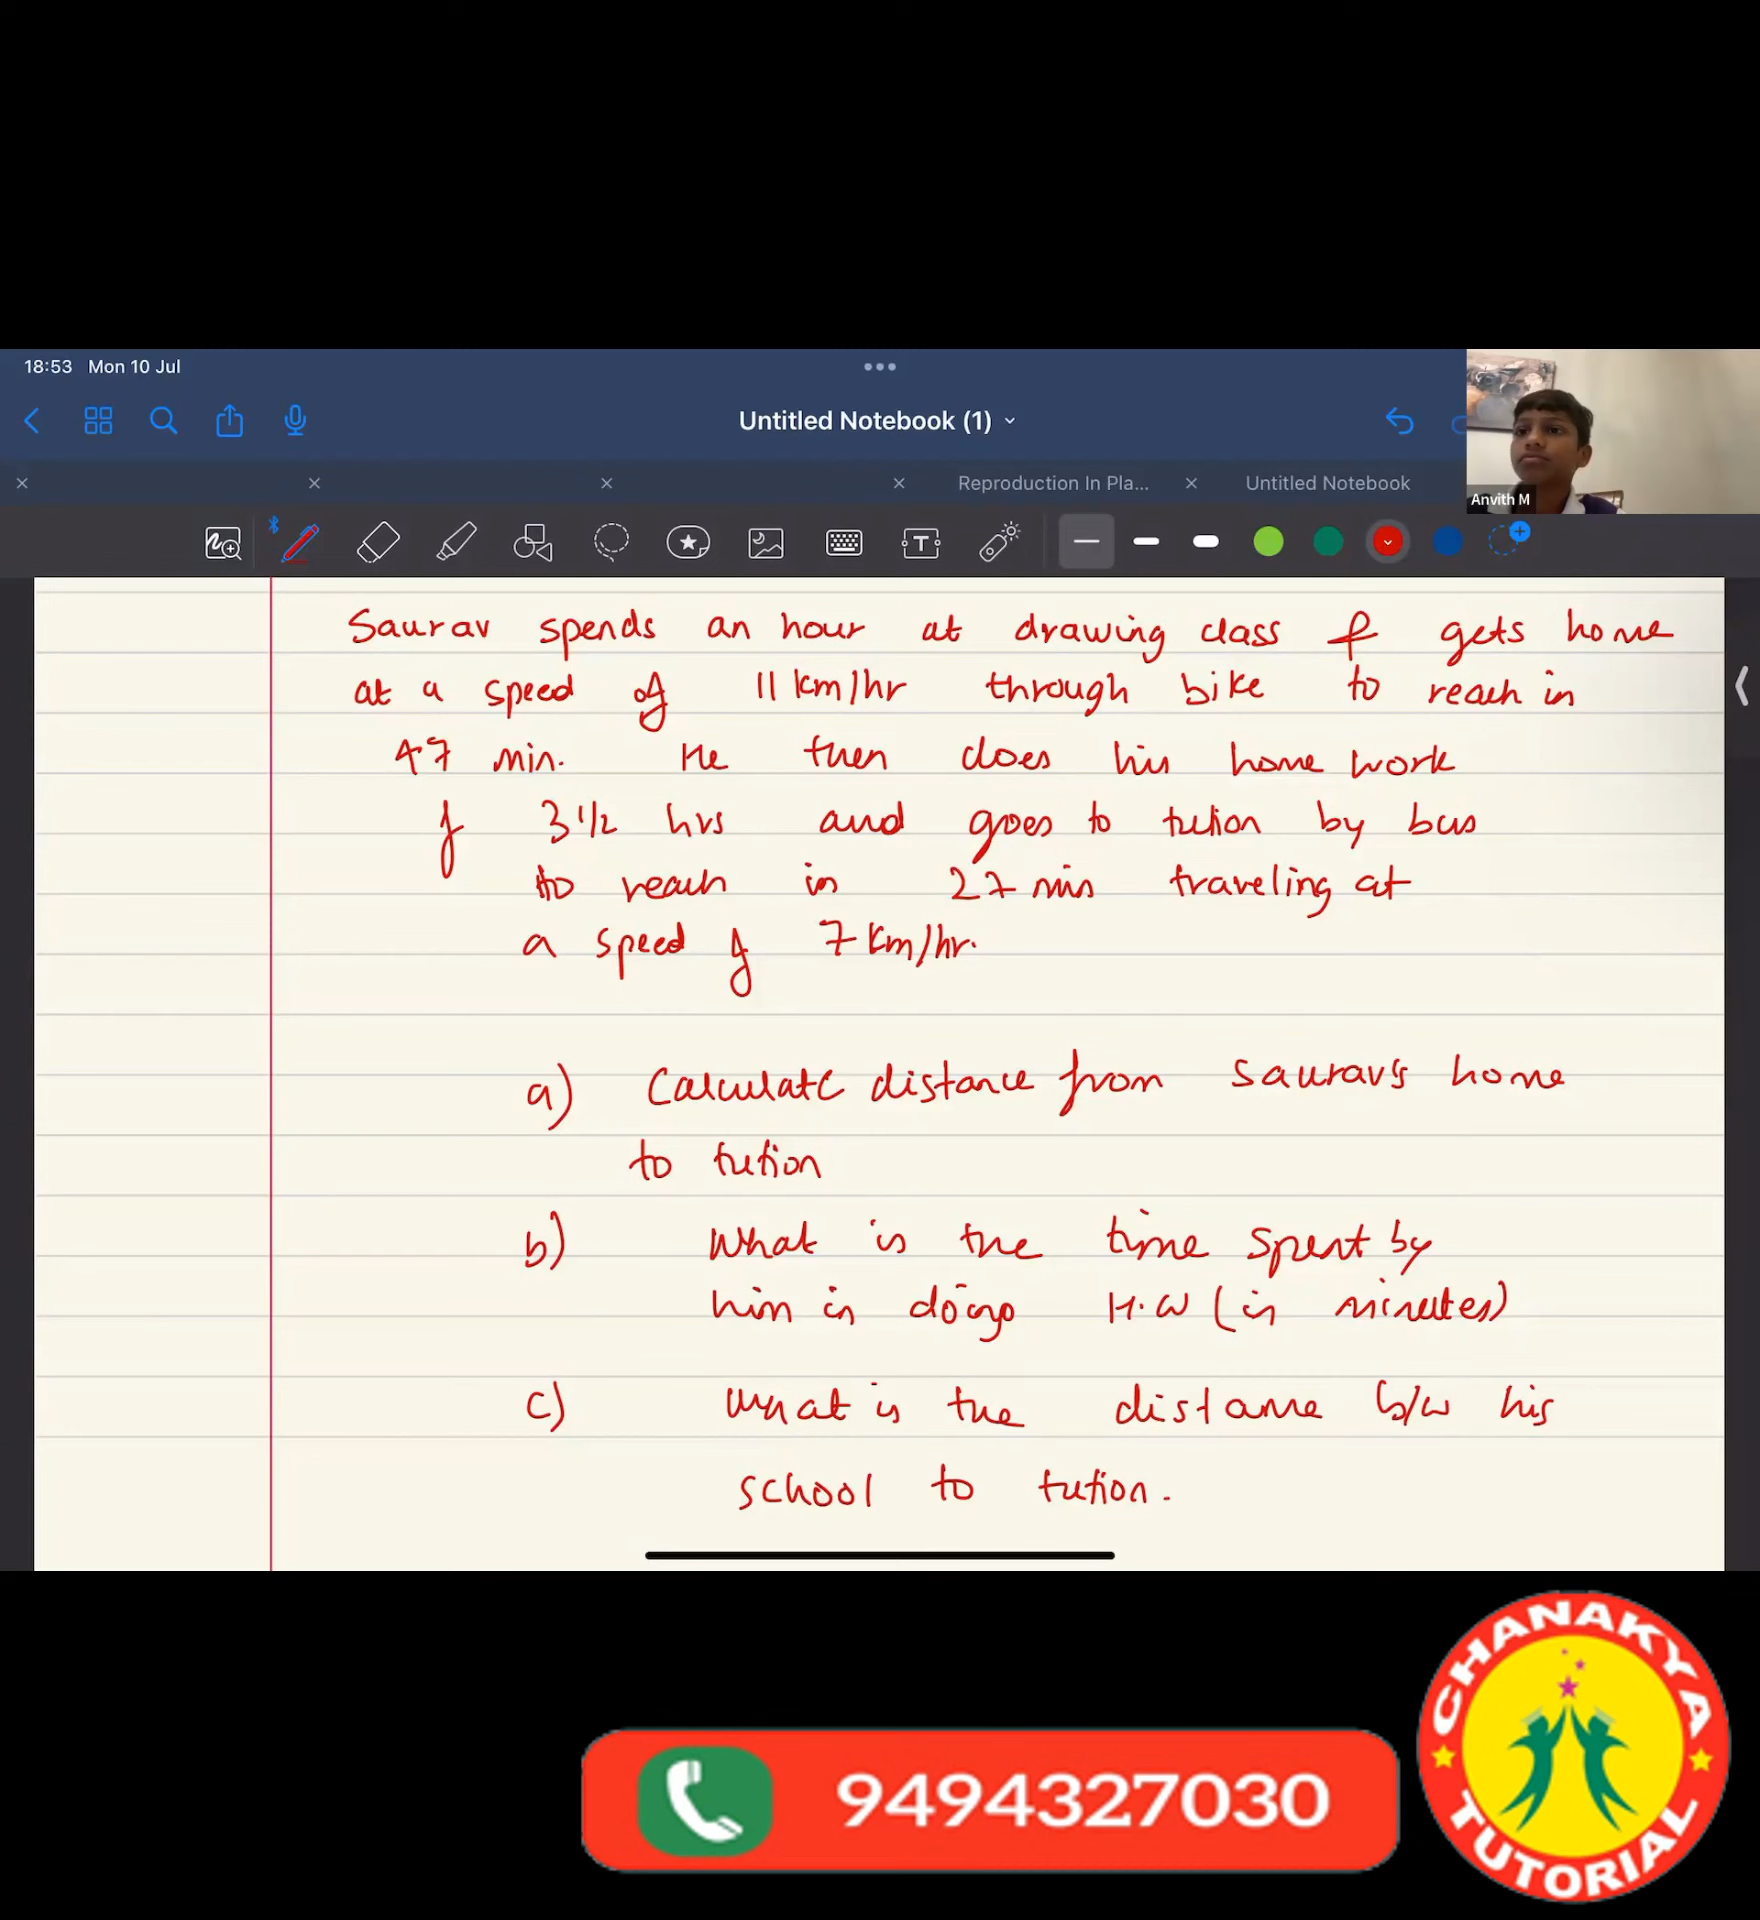 18:53 Mon 10 Jul
Untitled Notebook (1)
Reproduction In Pla...
Untitled Notebook
Anvith M
T
Saurav spends an hour at drawing class & gets home
at a speed of 11 km/hr through bike to reach in
47 min. He then does his home work
of 3 1/2 hrs and goes to tution by bus
to reach in 27 min traveling at
a speed of 7 km/hr.
a) Calculate distance from saurav's home
to tution
b) What is the time spent by
him in doing H.W (in minutes)
c) What is the distance b/w his
school to tution.
9494327030
CHANAKYA
TUTORIAL